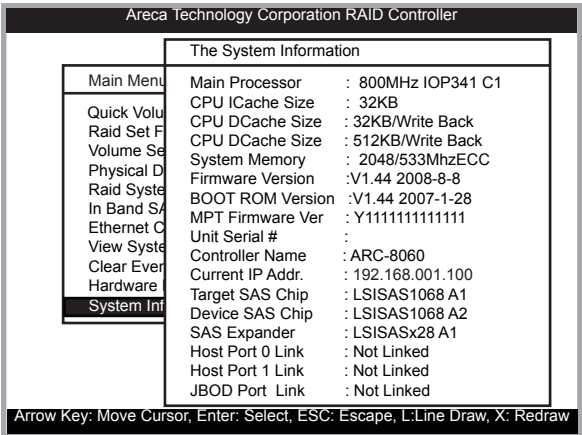 Areca Technology Corporation RAID Controller
The System Information
Main Menu
Quick Volu
Raid Set F
Volume Se
Physical D
Raid Syste
In Band SA
Ethernet C
View Syste
Clear Even
Hardware
System Inf
Main Processor : 800MHz IOP341 C1
CPU ICache Size : 32KB
CPU DCache Size : 32KB/Write Back
CPU DCache Size : 512KB/Write Back
System Memory : 2048/533MhzECC
Firmware Version :V1.44 2008-8-8
BOOT ROM Version :V1.44 2007-1-28
MPT Firmware Ver : Y1111111111111
Unit Serial # :
Controller Name : ARC-8060
Current IP Addr. : 192.168.001.100
Target SAS Chip : LSISAS1068 A1
Device SAS Chip : LSISAS1068 A2
SAS Expander : LSISASx28 A1
Host Port 0 Link : Not Linked
Host Port 1 Link : Not Linked
JBOD Port Link : Not Linked
Arrow Key: Move Cursor, Enter: Select, ESC: Escape, L:Line Draw, X: Redraw